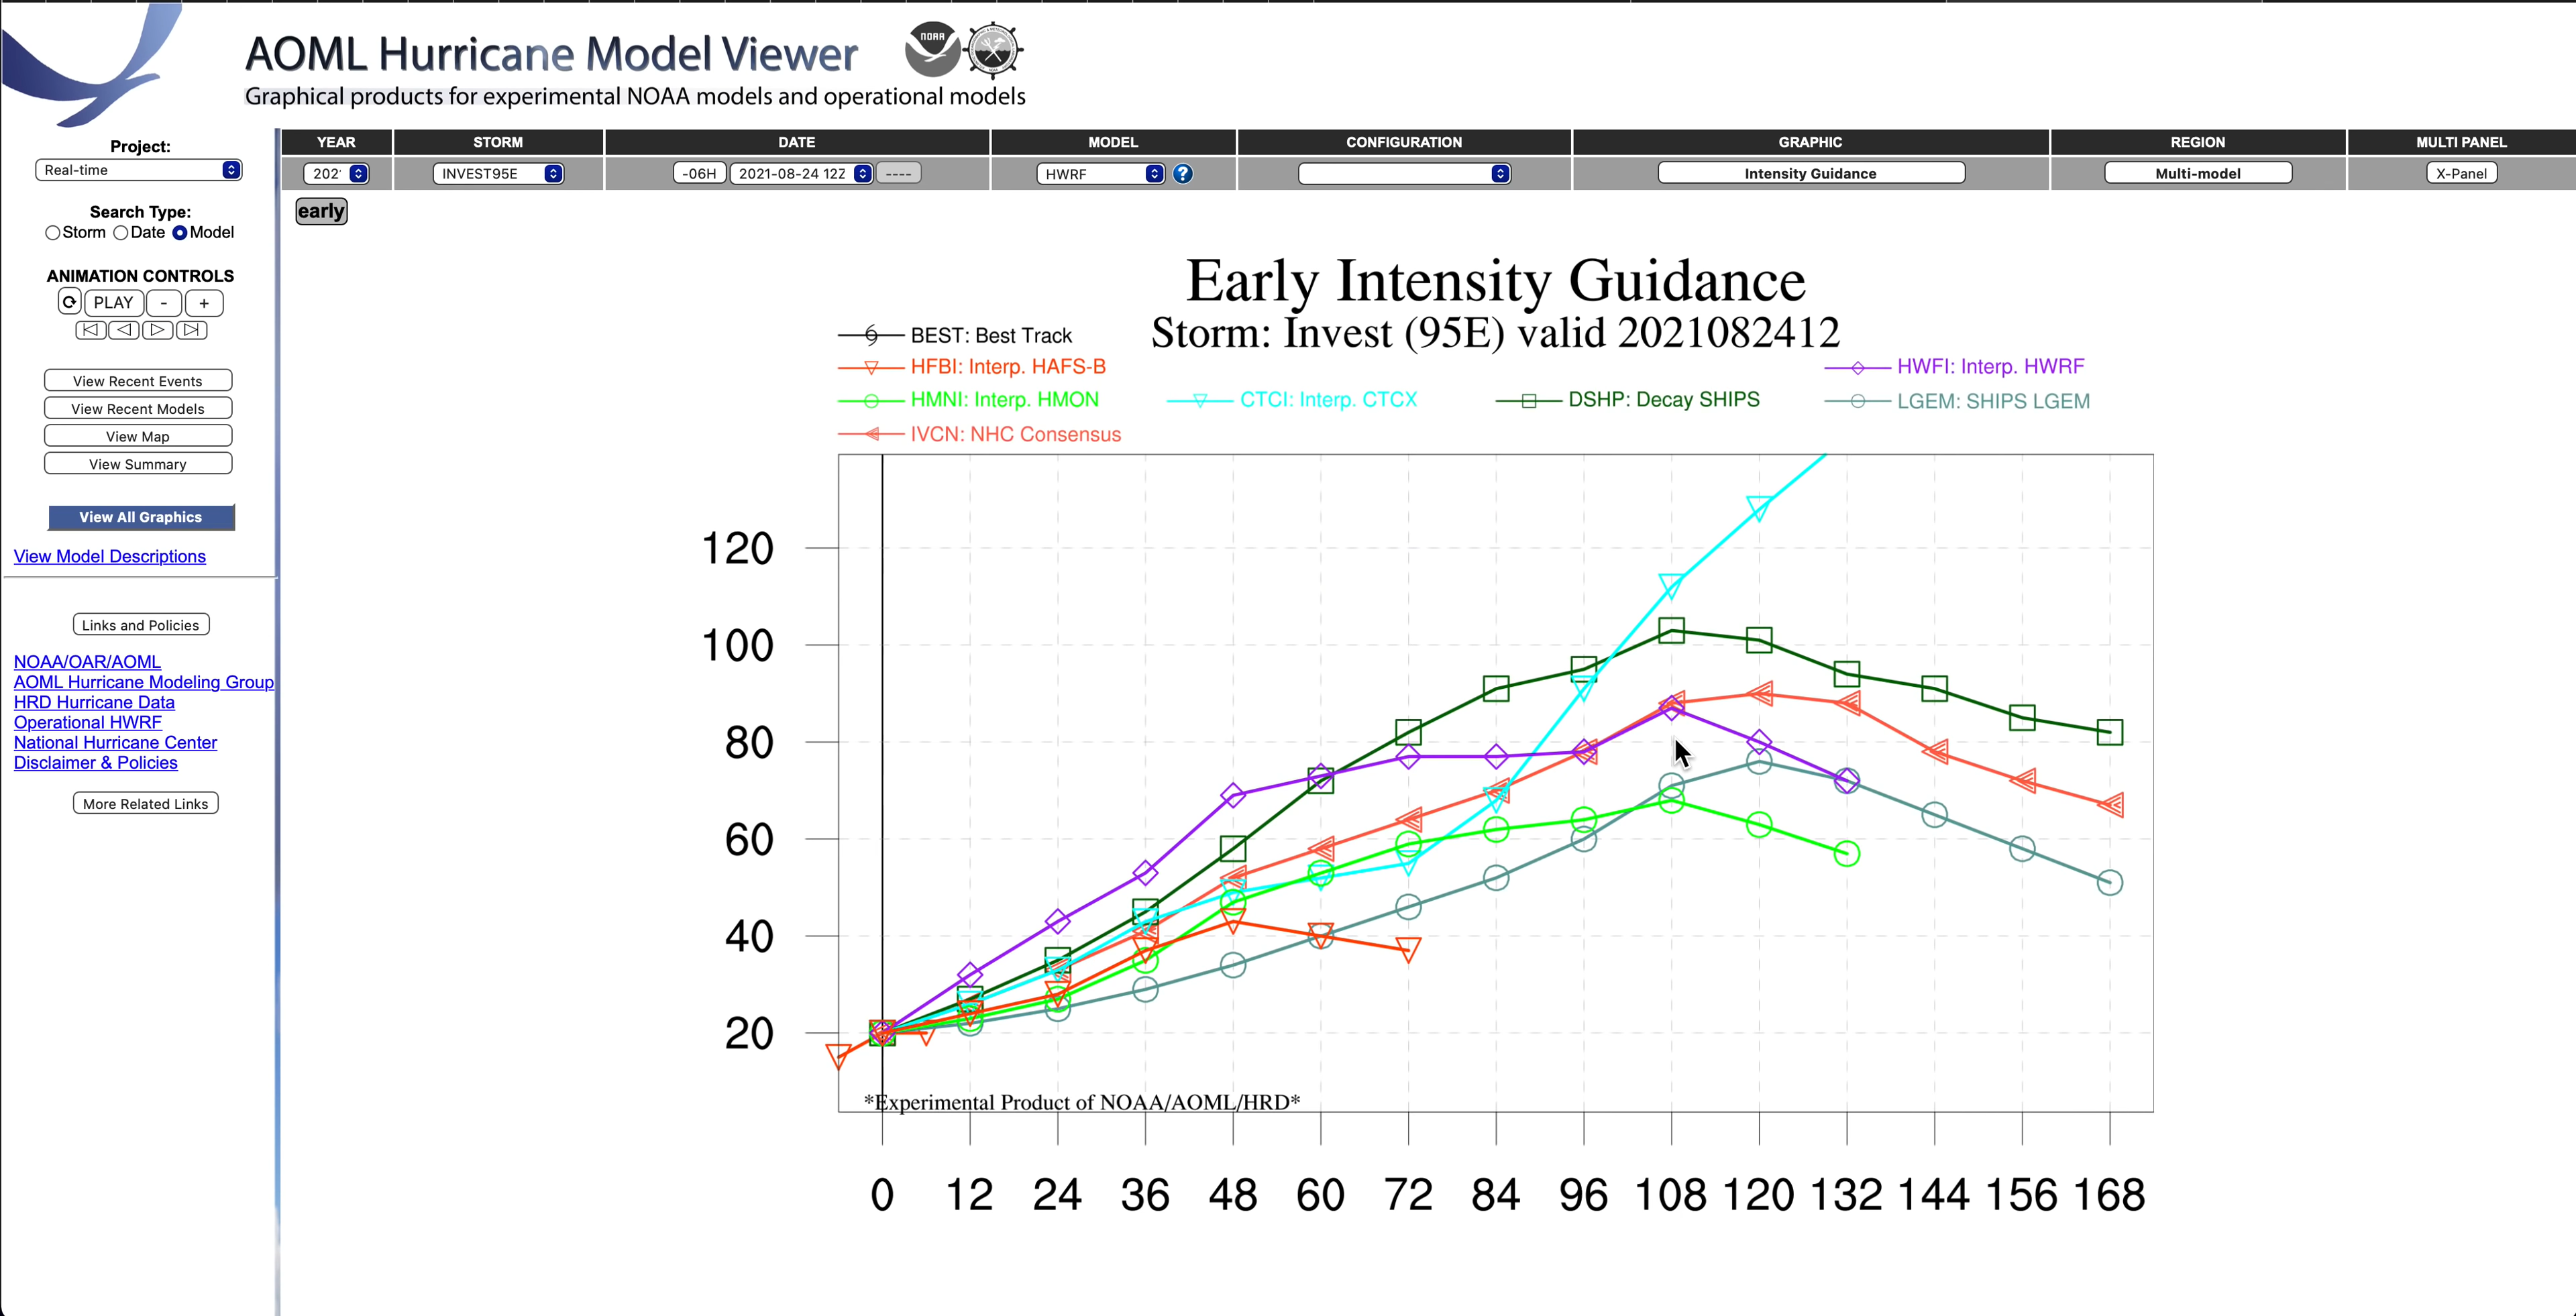 AOML Hurricane Model Viewer
NOAA
Graphical products for experimental NOAA models and operational models
Project:
Real-time
Search Type:
Storm Date Model
ANIMATION CONTROLS
PLAY - +
View Recent Events
View Recent Models
View Map
View Summary
View All Graphics
View Model Descriptions
Links and Policies
NOAA/OAR/AOML
AOML Hurricane Modeling Group
HRD Hurricane Data
Operational HWRF
National Hurricane Center
Disclaimer & Policies
More Related Links
YEAR STORM DATE MODEL CONFIGURATION GRAPHIC REGION MULTI PANEL
202 INVEST95E -06H 2021-08-24 12Z ---- HWRF ? Intensity Guidance Multi-model X-Panel
early
Early Intensity Guidance
Storm: Invest (95E) valid 2021082412
BEST: Best Track
HFBI: Interp. HAFS-B HWFI: Interp. HWRF
HMNI: Interp. HMON CTCI: Interp. CTCX DSHP: Decay SHIPS LGEM: SHIPS LGEM
IVCN: NHC Consensus
120
100
80
60
40
20
*Experimental Product of NOAA/AOML/HRD*
0 12 24 36 48 60 72 84 96 108 120 132 144 156 168